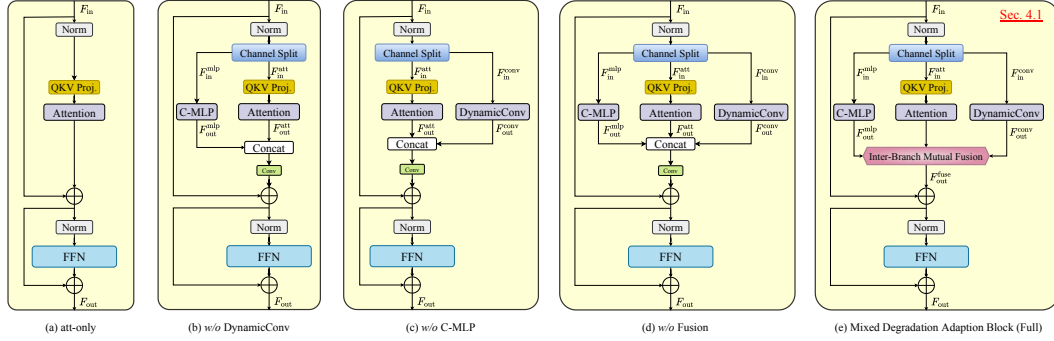 F_in
Norm
QKV Proj.
Attention
Norm
FFN
F_out
(a) att-only
F_in
Norm
Channel Split
F_in^mlp
F_in^att
QKV Proj.
C-MLP
Attention
F_out^mlp
F_out^att
Concat
Conv
Norm
FFN
F_out
(b) w/o DynamicConv
F_in
Norm
Channel Split
F_in^att
F_in^conv
QKV Proj.
Attention
DynamicConv
F_out^att
F_out^conv
Concat
Conv
Norm
FFN
F_out
(c) w/o C-MLP
F_in
Norm
Channel Split
F_in^mlp
F_in^att
F_in^conv
QKV Proj.
C-MLP
Attention
DynamicConv
F_out^mlp
F_out^att
F_out^conv
Concat
Conv
Norm
FFN
F_out
(d) w/o Fusion
Sec. 4.1
F_in
Norm
Channel Split
F_in^mlp
F_in^att
F_in^conv
QKV Proj.
C-MLP
Attention
DynamicConv
F_out^mlp
F_out^conv
Inter-Branch Mutual Fusion
F_out^fuse
Norm
FFN
F_out
(e) Mixed Degradation Adaption Block (Full)